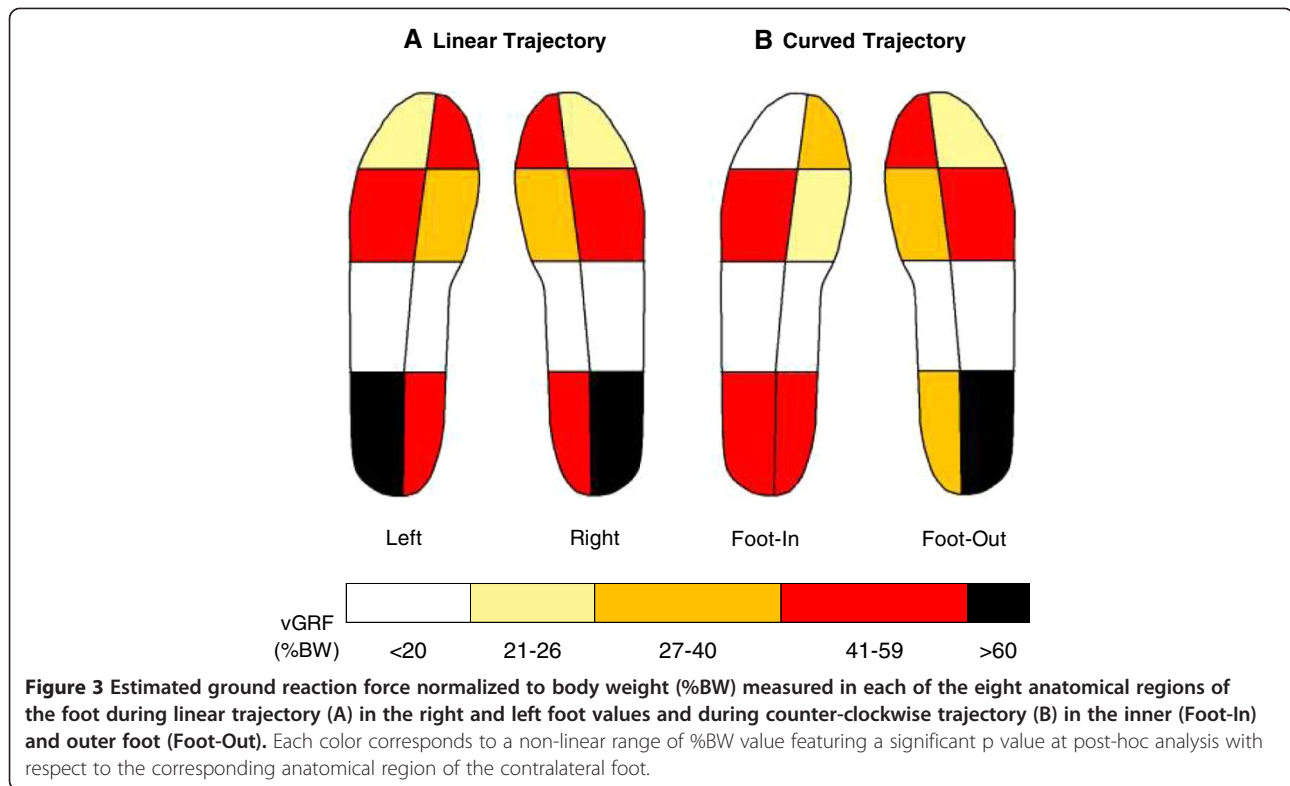 A Linear Trajectory
B Curved Trajectory
Left
Right
Foot-In
Foot-Out
vGRF
(%BW)
<20
21-26
27-40
41-59
>60
Figure 3 Estimated ground reaction force normalized to body weight (%BW) measured in each of the eight anatomical regions of
the foot during linear trajectory (A) in the right and left foot values and during counter-clockwise trajectory (B) in the inner (Foot-In)
and outer foot (Foot-Out). Each color corresponds to a non-linear range of %BW value featuring a significant p value at post-hoc analysis with
respect to the corresponding anatomical region of the contralateral foot.